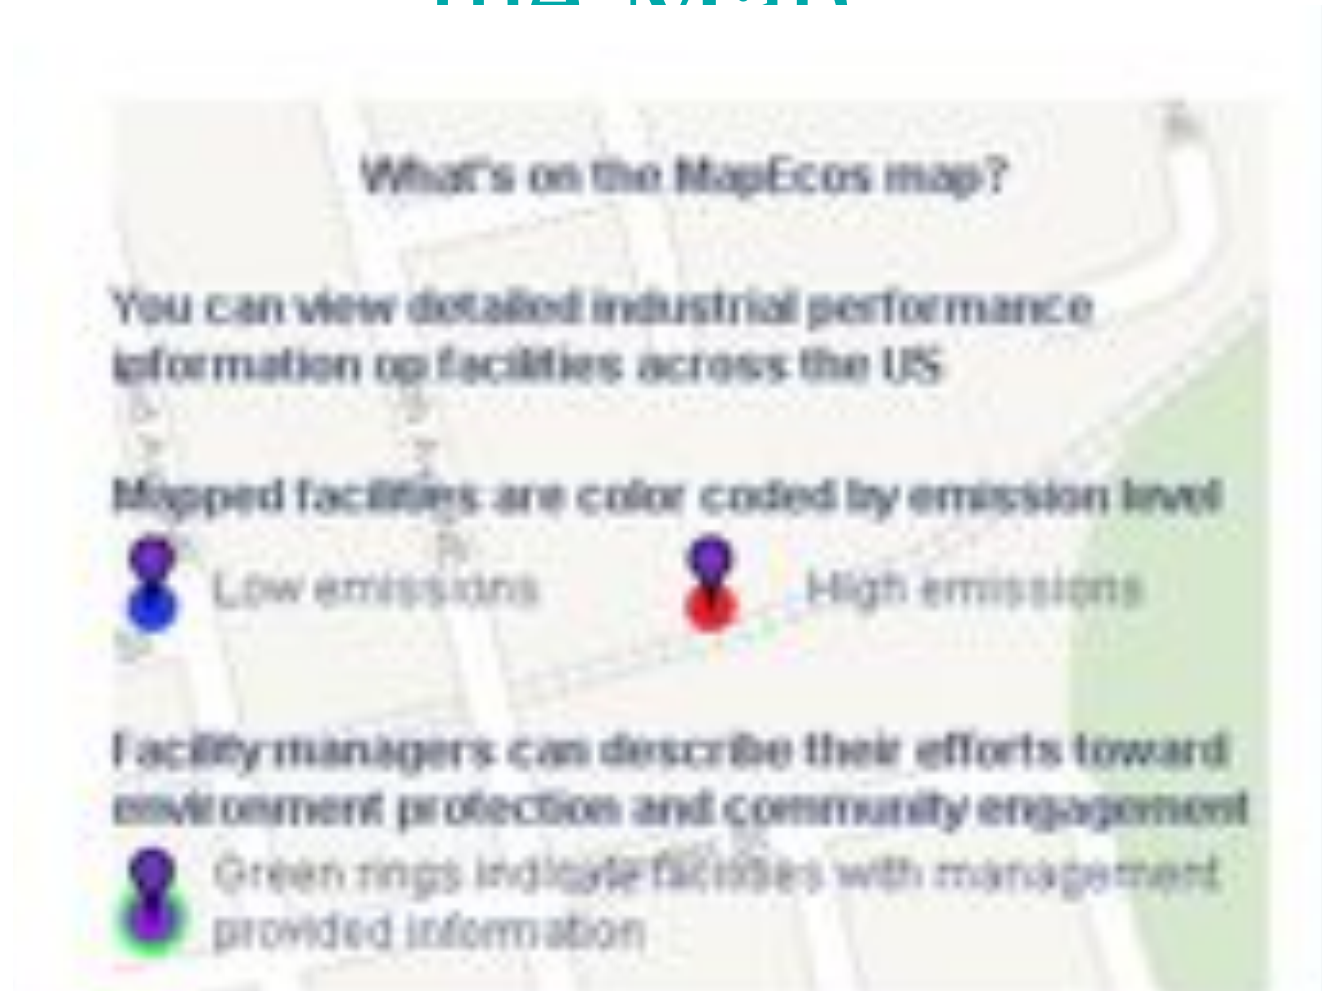 What's on the MapEcos map?
You can view detailed industrial performance
information on facilities across the US
Mapped facilities are color coded by emission level
Low emissions High emissions
Facility managers can describe their efforts toward
environment protection and community engagement
Green rings indicate facilities with management
provided information